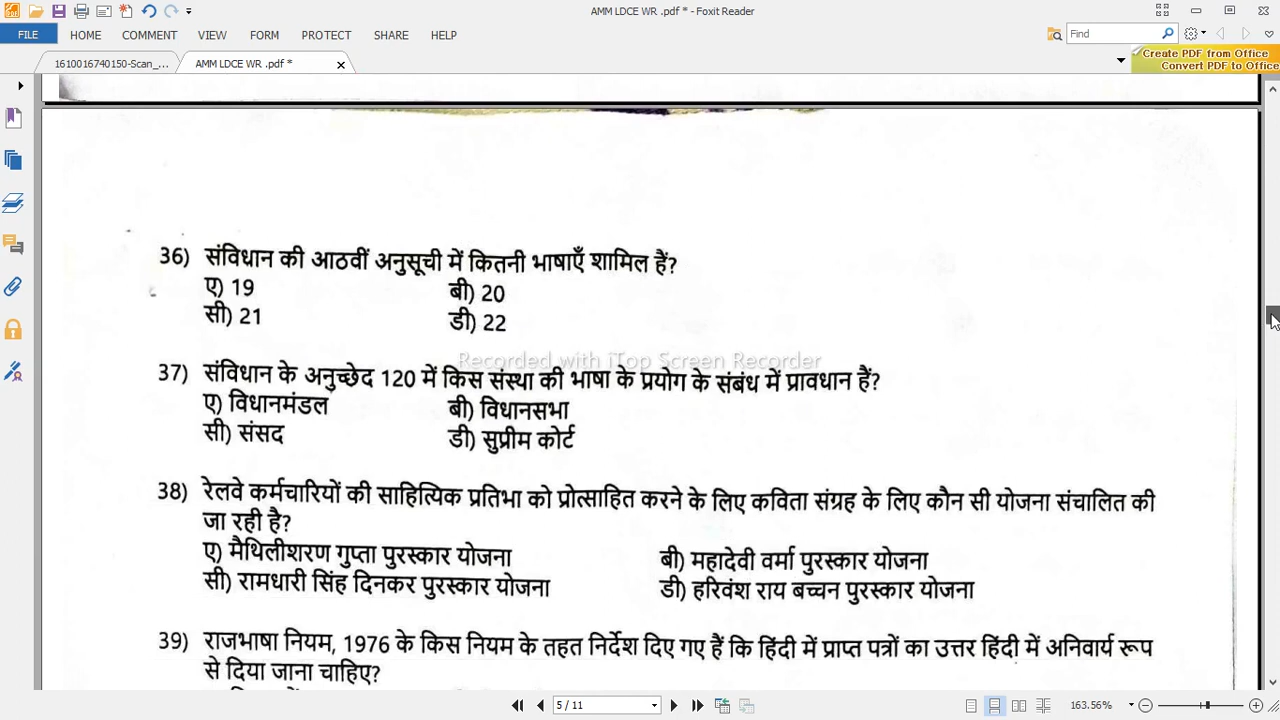 AMM LDCE WR .pdf * - Foxit Reader
FILE HOME COMMENT VIEW FORM PROTECT SHARE HELP
Find
1610016740150-Scan_... AMM LDCE WR .pdf *
Create PDF from Office
Convert PDF to Office
36) संविधान की आठवीं अनुसूची में कितनी भाषाएँ शामिल हैं?
ए) 19 बी) 20
सी) 21 डी) 22
Recorded with iTop Screen Recorder
37) संविधान के अनुच्छेद 120 में किस संस्था की भाषा के प्रयोग के संबंध में प्रावधान हैं?
ए) विधानमंडल बी) विधानसभा
सी) संसद डी) सुप्रीम कोर्ट
38) रेलवे कर्मचारियों की साहित्यिक प्रतिभा को प्रोत्साहित करने के लिए कविता संग्रह के लिए कौन सी योजना संचालित की
जा रही है?
ए) मैथिलीशरण गुप्ता पुरस्कार योजना बी) महादेवी वर्मा पुरस्कार योजना
सी) रामधारी सिंह दिनकर पुरस्कार योजना डी) हरिवंश राय बच्चन पुरस्कार योजना
39) राजभाषा नियम, 1976 के किस नियम के तहत निर्देश दिए गए हैं कि हिंदी में प्राप्त पत्रों का उत्तर हिंदी में अनिवार्य रूप
से दिया जाना चाहिए?
5 / 11
163.56%